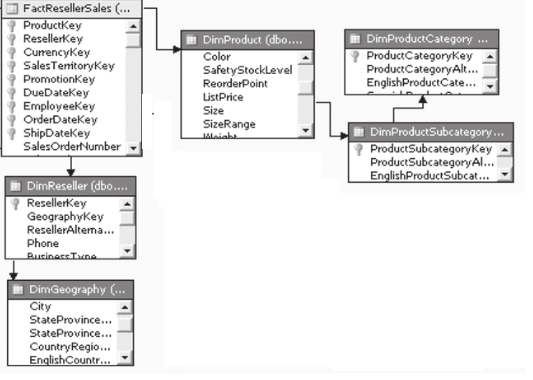 FactResellerSales (...
ProductKey
ResellerKey
CurrencyKey
SalesTerritoryKey
PromotionKey
DueDateKey
EmployeeKey
OrderDateKey
ShipDateKey
SalesOrderNumber
DimProduct (dbo....
Color
SafetyStockLevel
ReorderPoint
ListPrice
Size
SizeRange
Weight
DimProductCategory ...
ProductCategoryKey
ProductCategoryAlt...
EnglishProductCate...
DimProductSubcategory...
ProductSubcategoryKey
ProductSubcategoryAl...
EnglishProductSubcat...
DimReseller (dbo....
ResellerKey
GeographyKey
ResellerAlterna...
Phone
BusinessType
DimGeography (...
City
StateProvince...
StateProvince...
CountryRegio...
EnglishCountr...